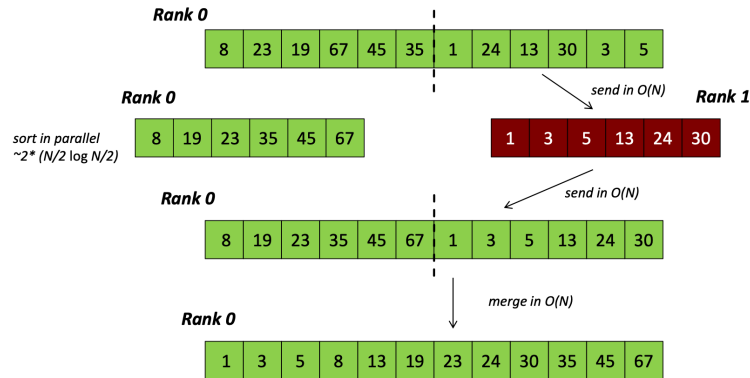 Rank 0
8 23 19 67 45 35 1 24 13 30 3 5
send in O(N)
Rank 0
Rank 1
sort in parallel
~2* (N/2 log N/2)
8 19 23 35 45 67
1 3 5 13 24 30
send in O(N)
Rank 0
8 19 23 35 45 67 1 3 5 13 24 30
merge in O(N)
Rank 0
1 3 5 8 13 19 23 24 30 35 45 67